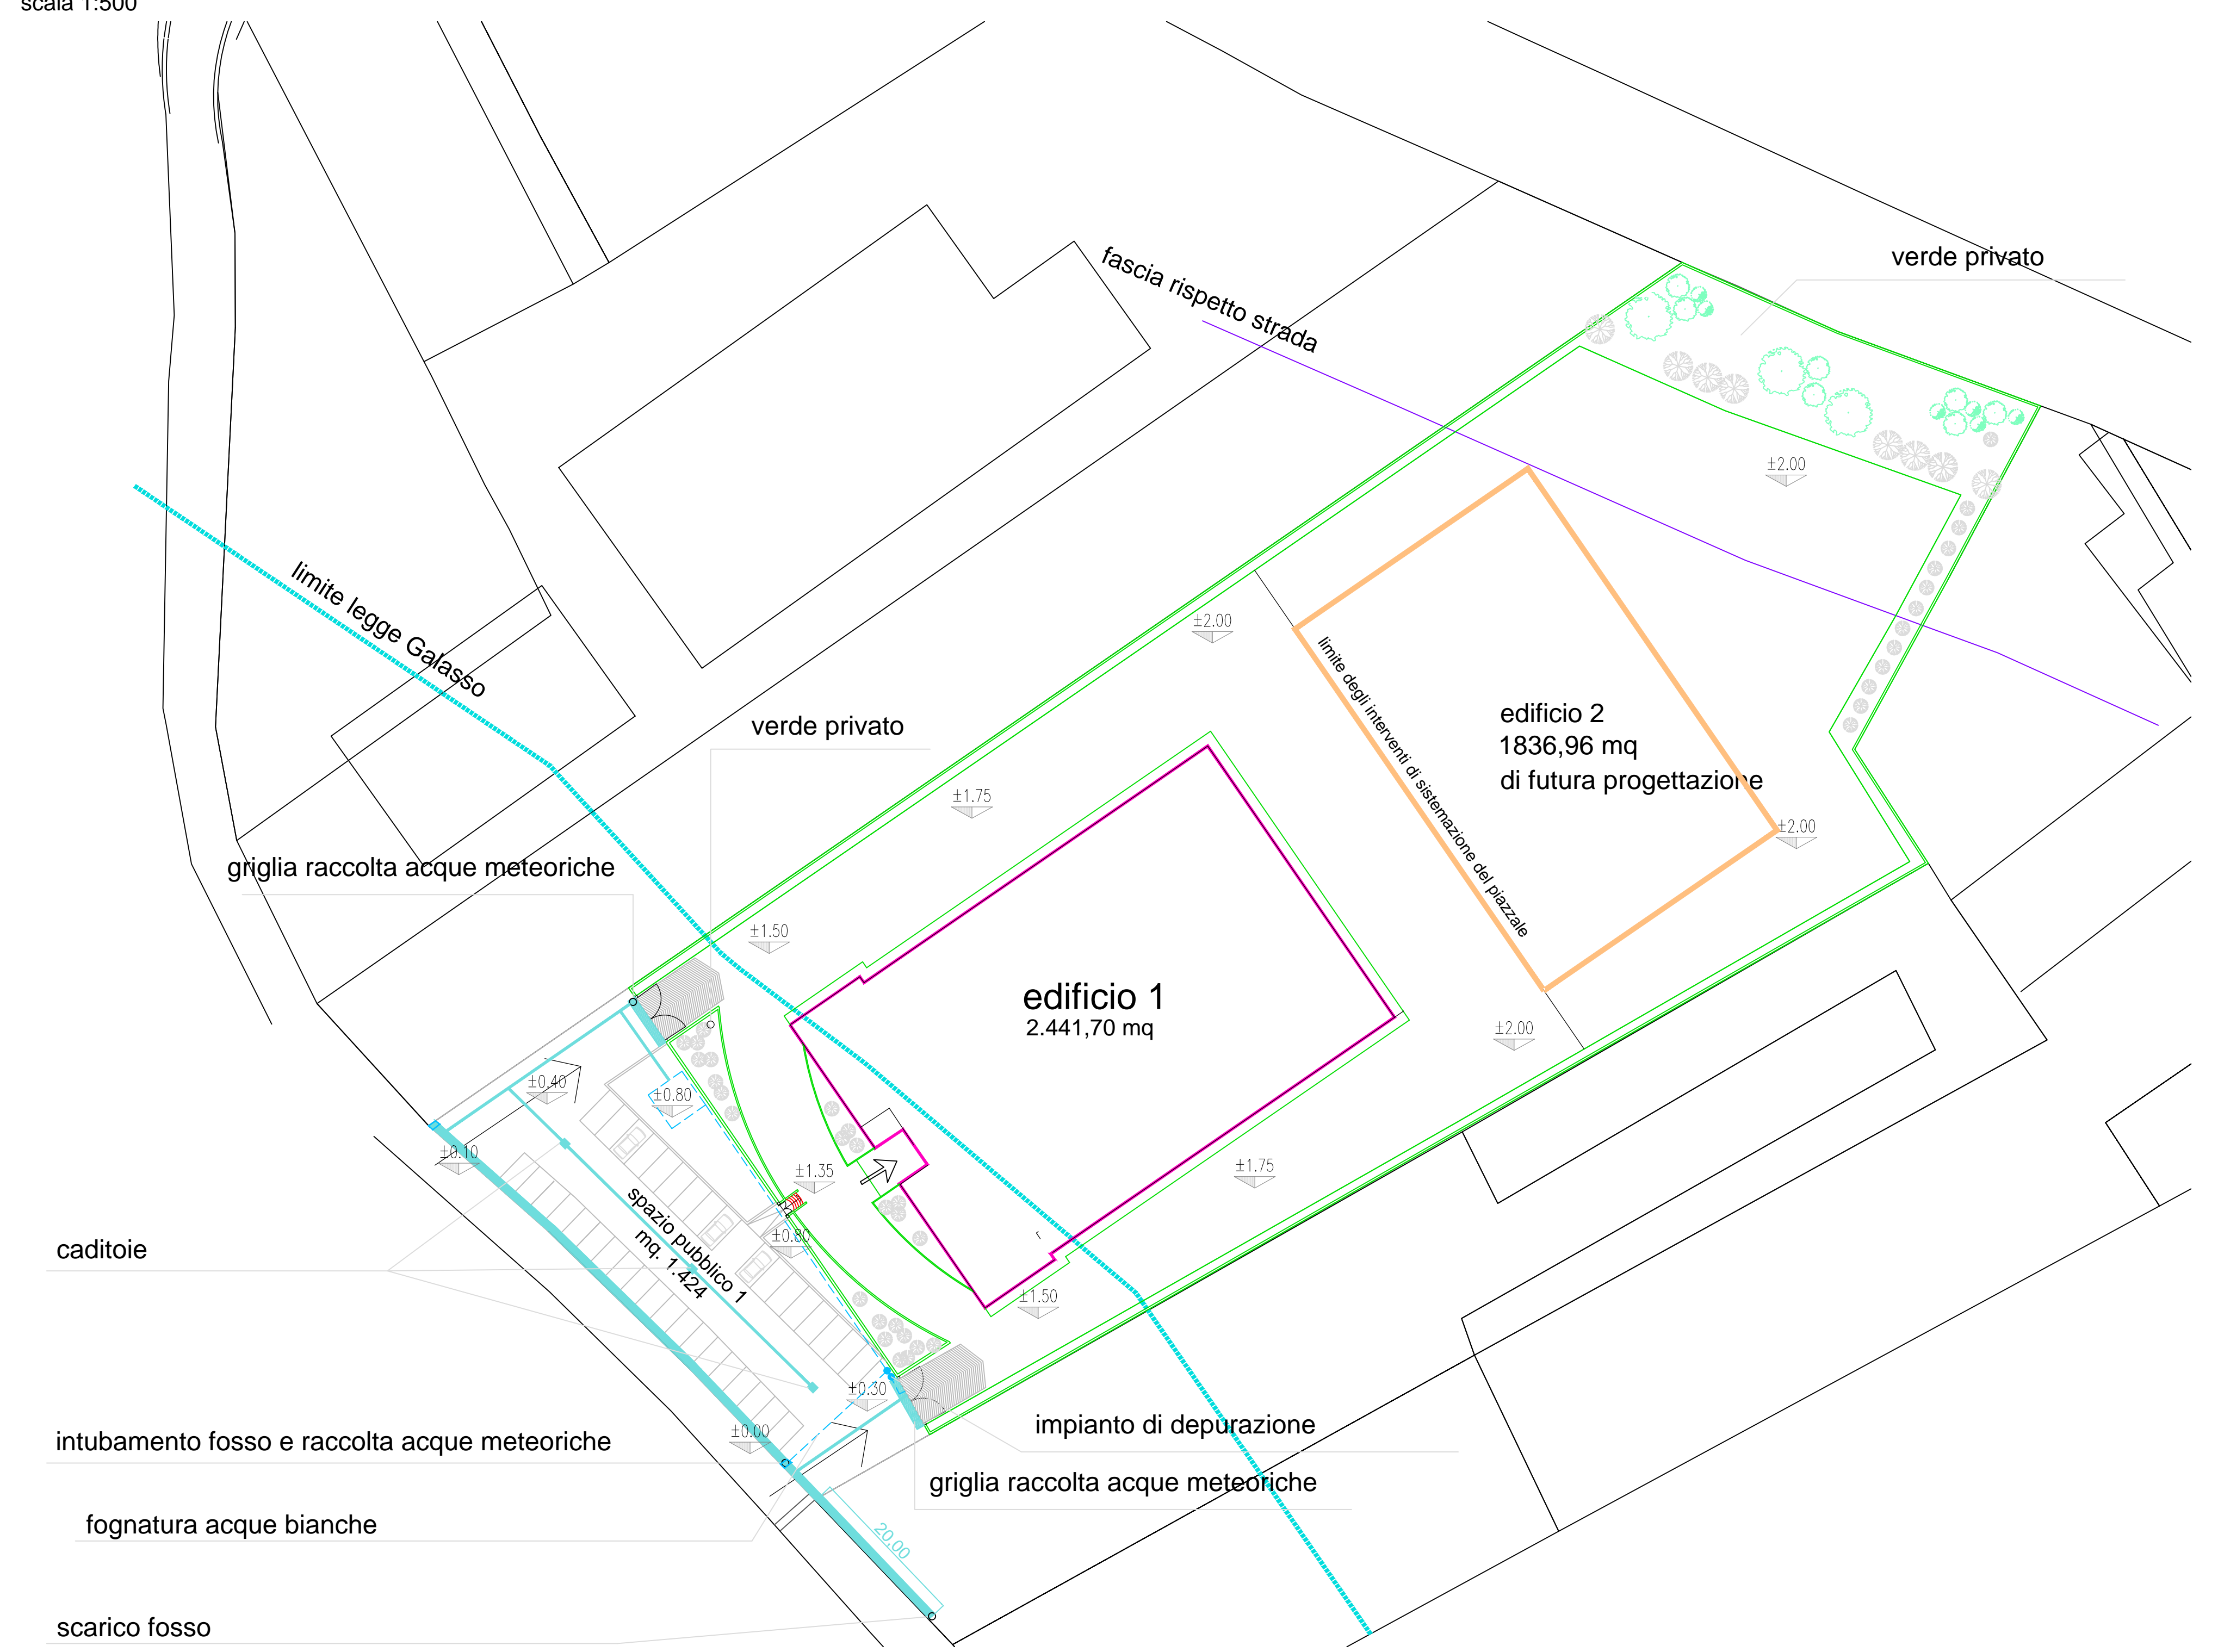 scala 1:500
verde privato
fascia rispetto strada
±2.00
limite legge Galasso
±2.00
limite degli interventi di sistemazione del piazzale
edificio 2
1836,96 mq
di futura progettazione
verde privato
±1.75
±2.00
griglia raccolta acque meteoriche
±1.50
edificio 1
2.441,70 mq
±2.00
±0.40
±0.80
±0.10
±1.35
±1.75
spazio pubblico 1
mq. 1.424
±0.80
caditoie
±1.50
±0.30
±0.00
impianto di depurazione
intubamento fosso e raccolta acque meteoriche
griglia raccolta acque meteoriche
fognatura acque bianche
20,00
scarico fosso